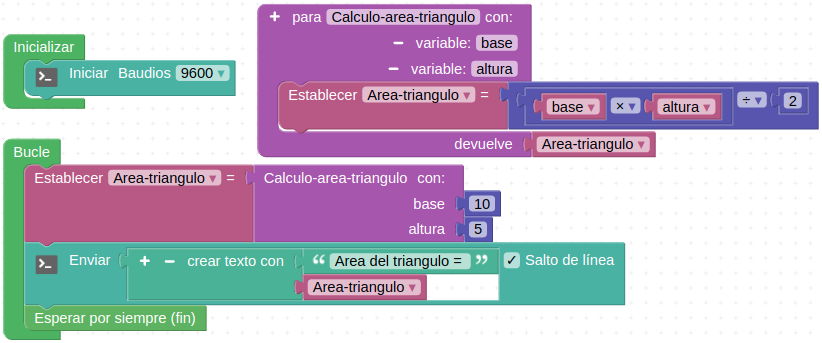 Inicializar
Iniciar Baudios 9600
+ para Calculo-area-triangulo con:
− variable: base
− variable: altura
Establecer Area-triangulo = base × altura ÷ 2
devuelve Area-triangulo
Bucle
Establecer Area-triangulo = Calculo-area-triangulo con:
base 10
altura 5
Enviar + − crear texto con “ Area del triangulo = ” ✓ Salto de línea
Area-triangulo
Esperar por siempre (fin)